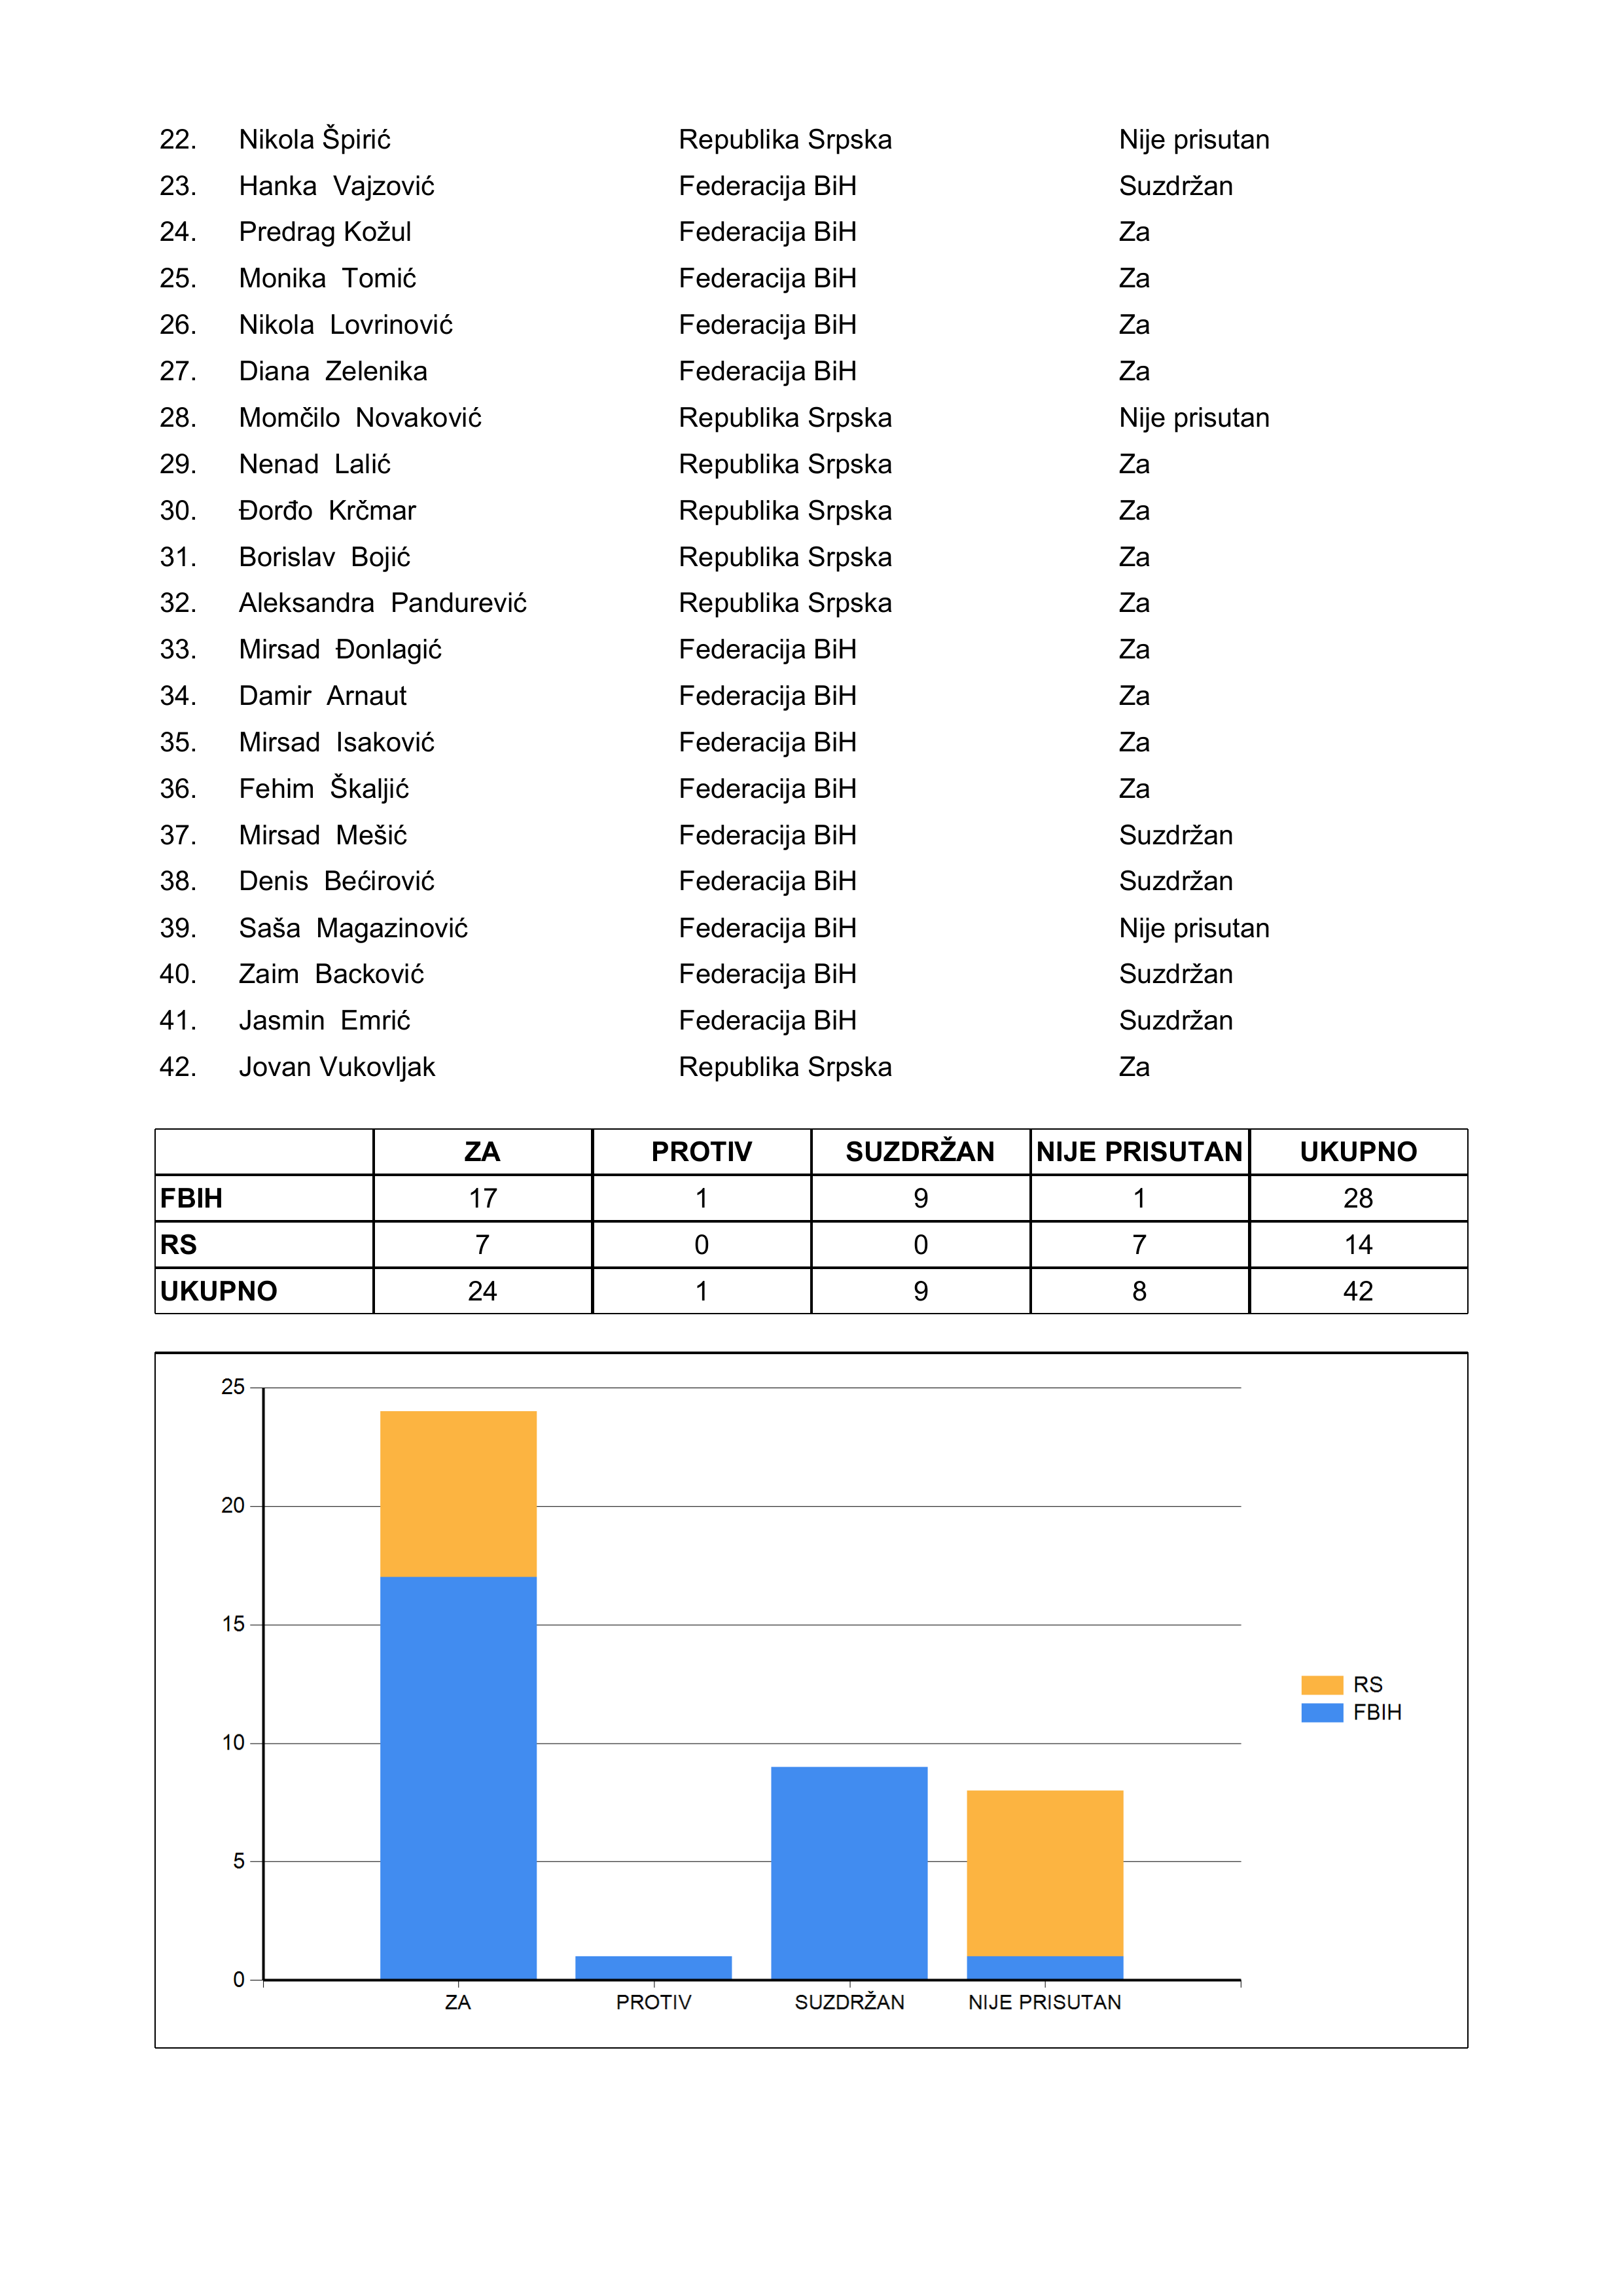 22. Nikola Špirić Republika Srpska Nije prisutan
23. Hanka Vajzović Federacija BiH Suzdržan
24. Predrag Kožul Federacija BiH Za
25. Monika Tomić Federacija BiH Za
26. Nikola Lovrinović Federacija BiH Za
27. Diana Zelenika Federacija BiH Za
28. Momčilo Novaković Republika Srpska Nije prisutan
29. Nenad Lalić Republika Srpska Za
30. Đorđo Krčmar Republika Srpska Za
31. Borislav Bojić Republika Srpska Za
32. Aleksandra Pandurević Republika Srpska Za
33. Mirsad Đonlagić Federacija BiH Za
34. Damir Arnaut Federacija BiH Za
35. Mirsad Isaković Federacija BiH Za
36. Fehim Škaljić Federacija BiH Za
37. Mirsad Mešić Federacija BiH Suzdržan
38. Denis Bećirović Federacija BiH Suzdržan
39. Saša Magazinović Federacija BiH Nije prisutan
40. Zaim Backović Federacija BiH Suzdržan
41. Jasmin Emrić Federacija BiH Suzdržan
42. Jovan Vukovljak Republika Srpska Za
ZA PROTIV SUZDRŽAN NIJE PRISUTAN UKUPNO
FBIH 17 1 9 1 28
RS 7 0 0 7 14
UKUPNO 24 1 9 8 42
25
20
15
10
5
0
ZA PROTIV SUZDRŽAN NIJE PRISUTAN
RS
FBIH